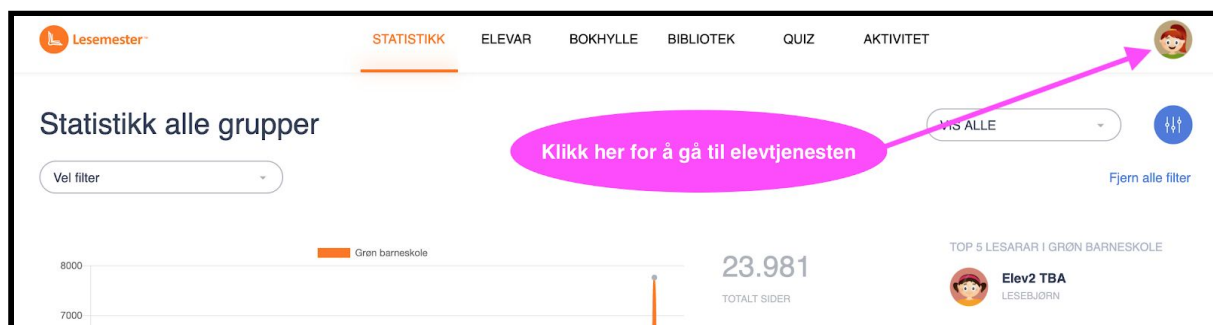 Lesemester
STATISTIKK ELEVAR BOKHYLLE BIBLIOTEK QUIZ AKTIVITET
Statistikk alle grupper
VIS ALLE
Klikk her for å gå til elevtjenesten
Vel filter
Fjern alle filter
Grøn barneskole
8000
7000
23.981
TOTALT SIDER
TOP 5 LESARAR I GRØN BARNESKOLE
Elev2 TBA
LESEBJØRN